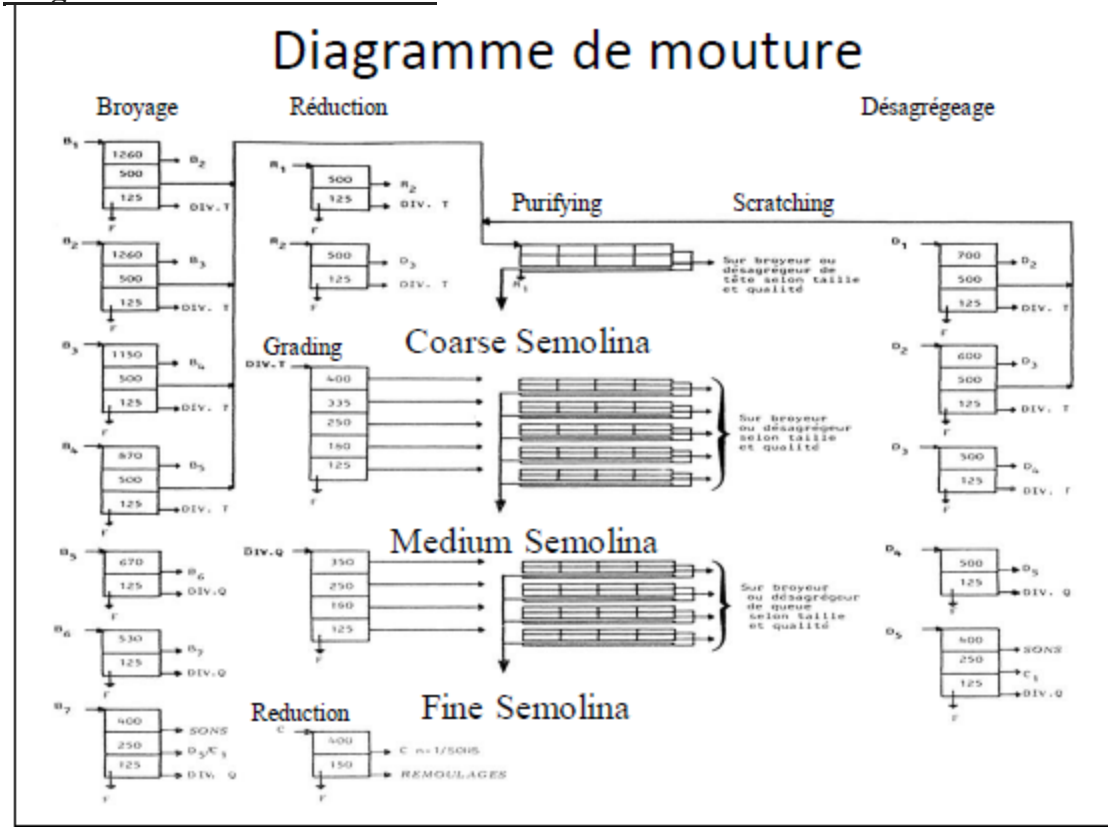 Diagramme de mouture
Broyage
Réduction
Désagrégeage
B1
1260
B2
500
125
DIV.T
F
B2
1260
B3
500
125
DIV. T
F
B3
1150
B4
500
125
DIV. T
F
B4
670
B5
500
125
DIV. T
F
B5
670
B6
125
DIV.Q
F
B6
530
B7
125
DIV.Q
F
B7
400
SONS
250
D5/C1
125
DIV. Q
F
R1
500
R2
125
DIV. T
F
R2
500
D3
125
DIV. T
F
Purifying
Scratching
R1
Sur broyeur ou
désagrégeur de
tête selon taille
et qualité
Coarse Semolina
Grading
DIV.T
400
335
250
160
125
F
Sur broyeur
ou désagrégeur
selon taille
et qualité
Medium Semolina
DIV.Q
350
250
160
125
F
Sur broyeur
ou désagrégeur
de queue
selon taille
et qualité
Fine Semolina
Reduction
C
400
C n-1/SONS
150
REMOULAGES
F
D1
700
D2
500
125
DIV. T
F
D2
600
D3
500
125
DIV. T
F
D3
500
D4
125
DIV. T
F
D4
500
D5
125
DIV. Q
F
D5
400
SONS
250
C1
125
DIV.Q
F